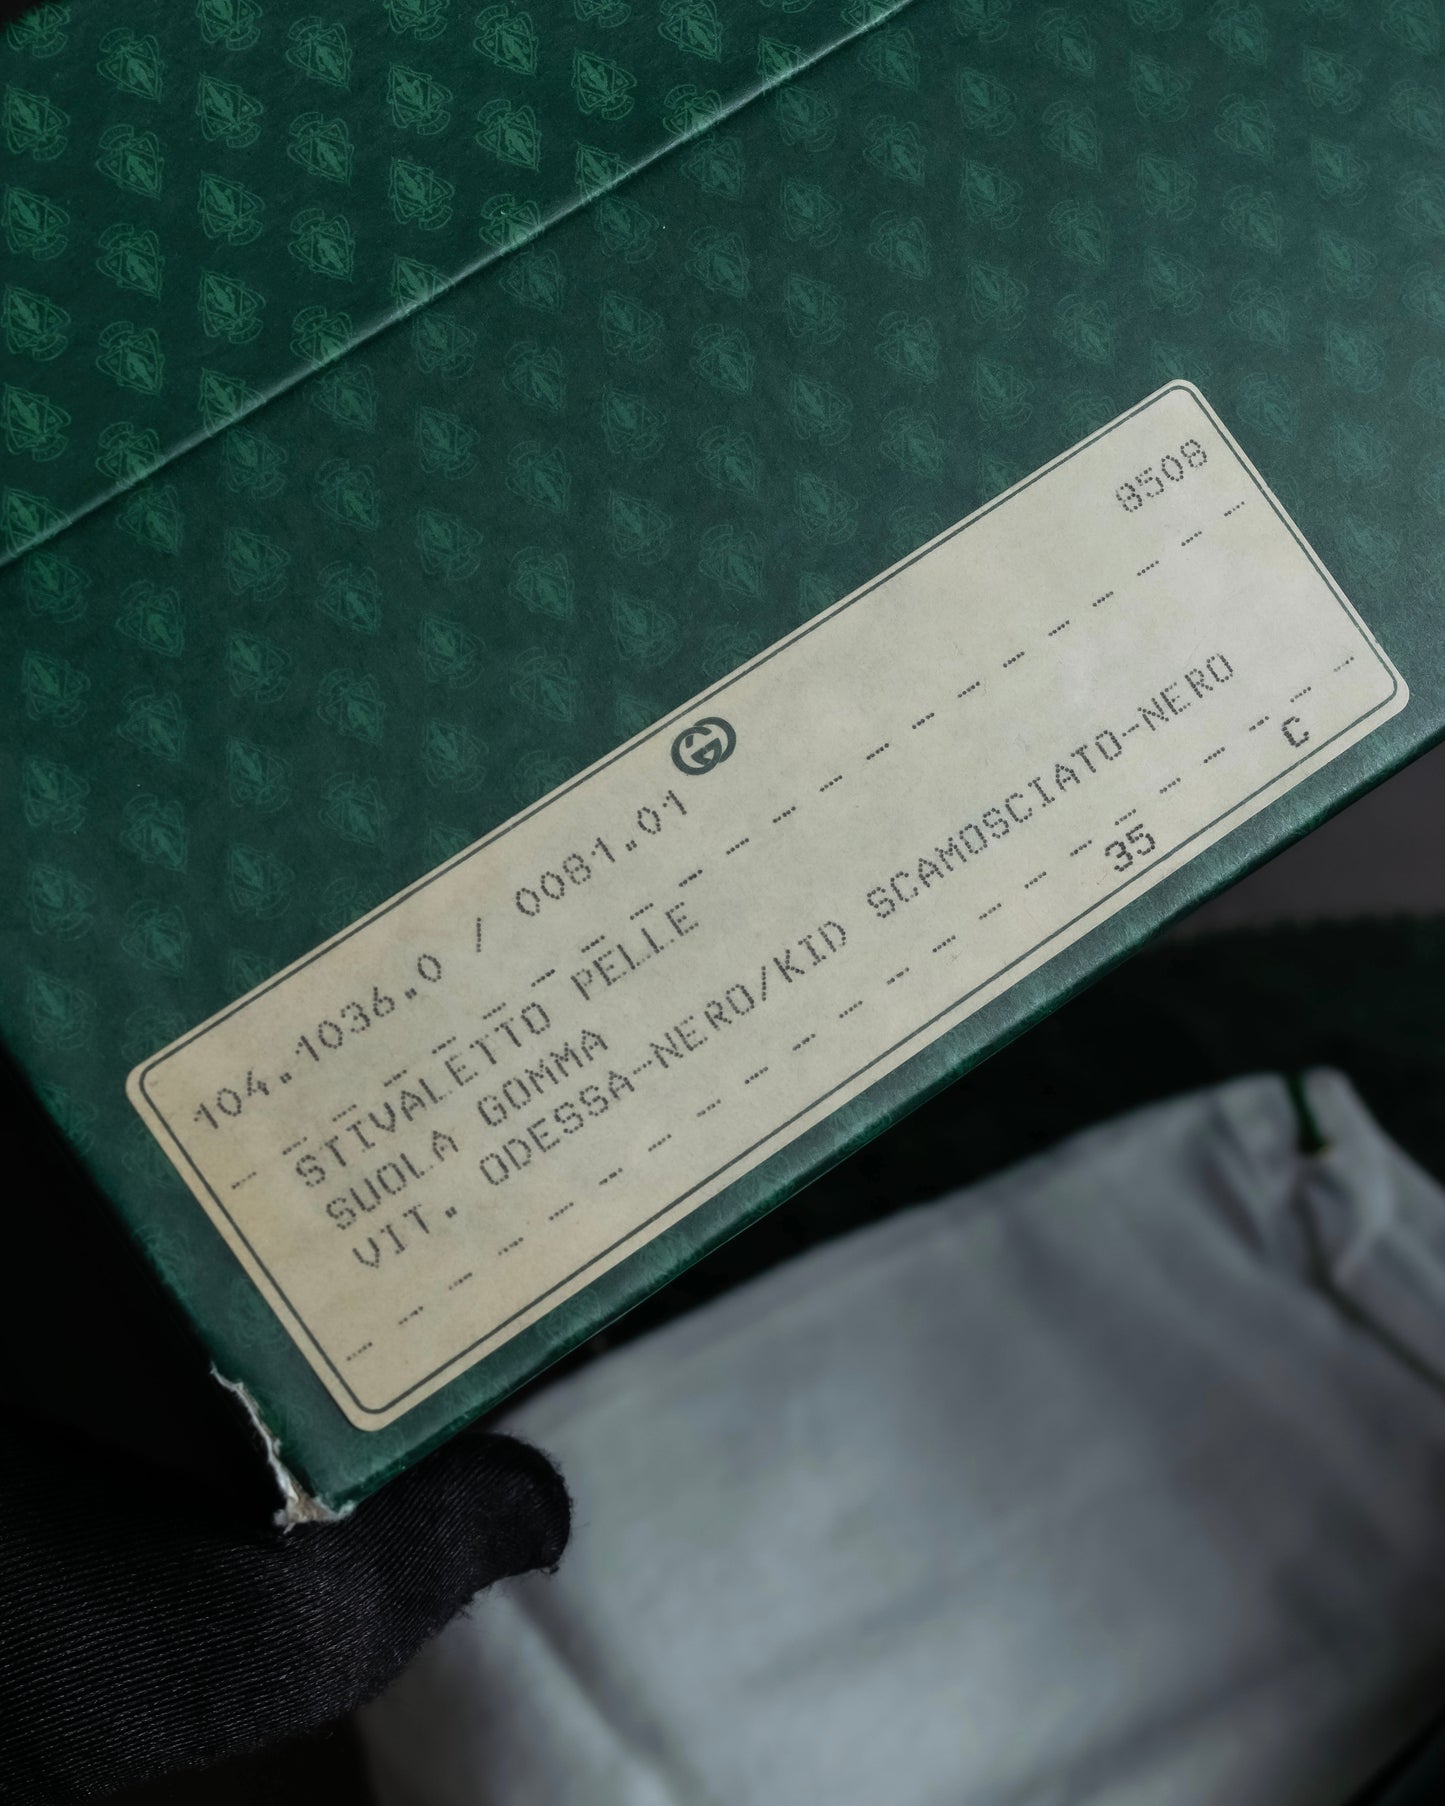 104.1036.0 / 0081.01 8508
STIVALETTO PELLE
SUOLA GOMMA
VIT. ODESSA-NERO/KID SCAMOSCIATO-NERO
35 C